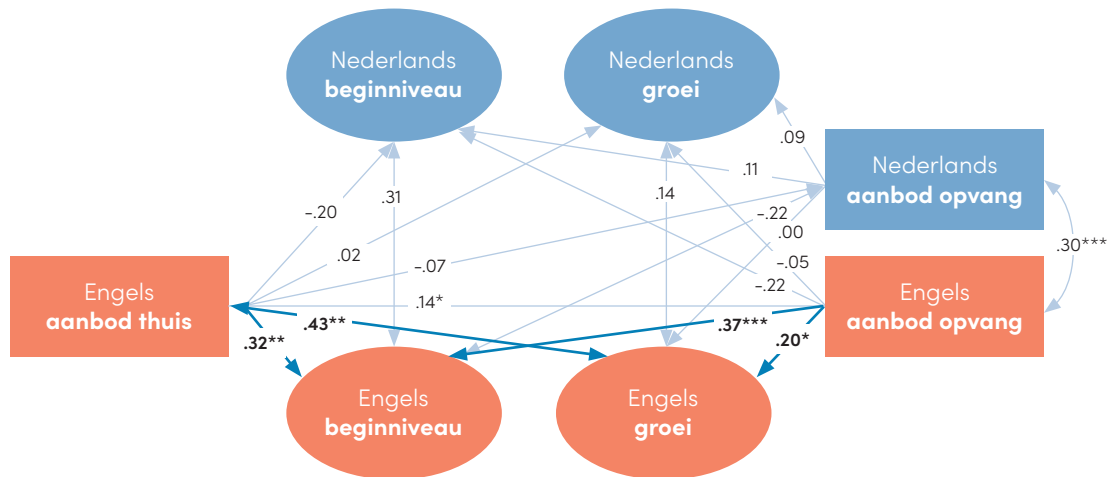 Nederlands
beginniveau
Nederlands
groei
.09
Nederlands
aanbod opvang
.11
.14
.31
-.20
-.22
.00
.02
-.07
-.05
-.22
.30***
Engels
aanbod thuis
.14*
Engels
aanbod opvang
.43**
.37***
.32**
.20*
Engels
beginniveau
Engels
groei